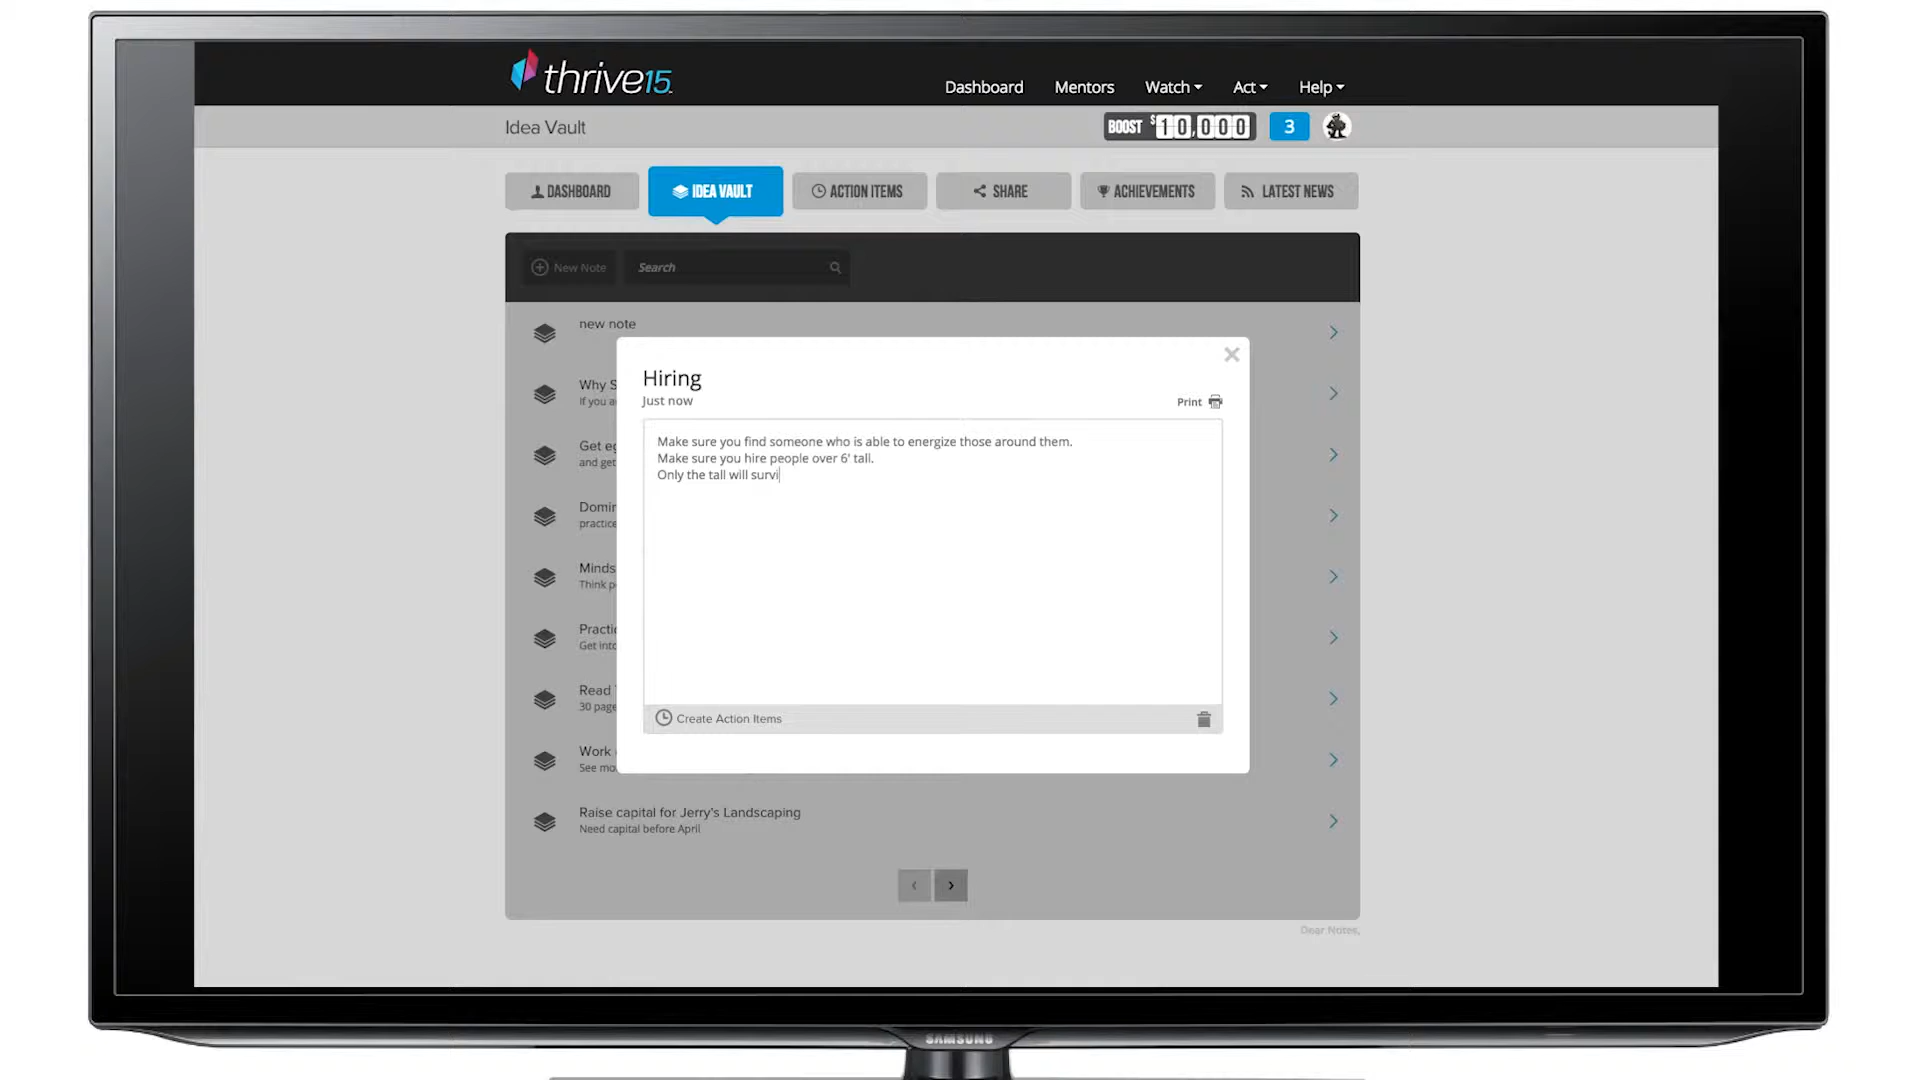 thrive15
Dashboard Mentors Watch Act Help
Idea Vault
BOOST $10,000 3
DASHBOARD IDEA VAULT ACTION ITEMS SHARE ACHIEVEMENTS LATEST NEWS
New Note Search
new note
Hiring
Just now
Print
Why S
If you a
Get eg
and get
Make sure you find someone who is able to energize those around them.
Make sure you hire people over 6' tall.
Only the tall will survi
Domin
practice
Minds
Think p
Practi
Get into
Read
30 page
Create Action Items
Work
See mo
Raise capital for Jerry's Landscaping
Need capital before April
Dear Notes,
SAMSUNG